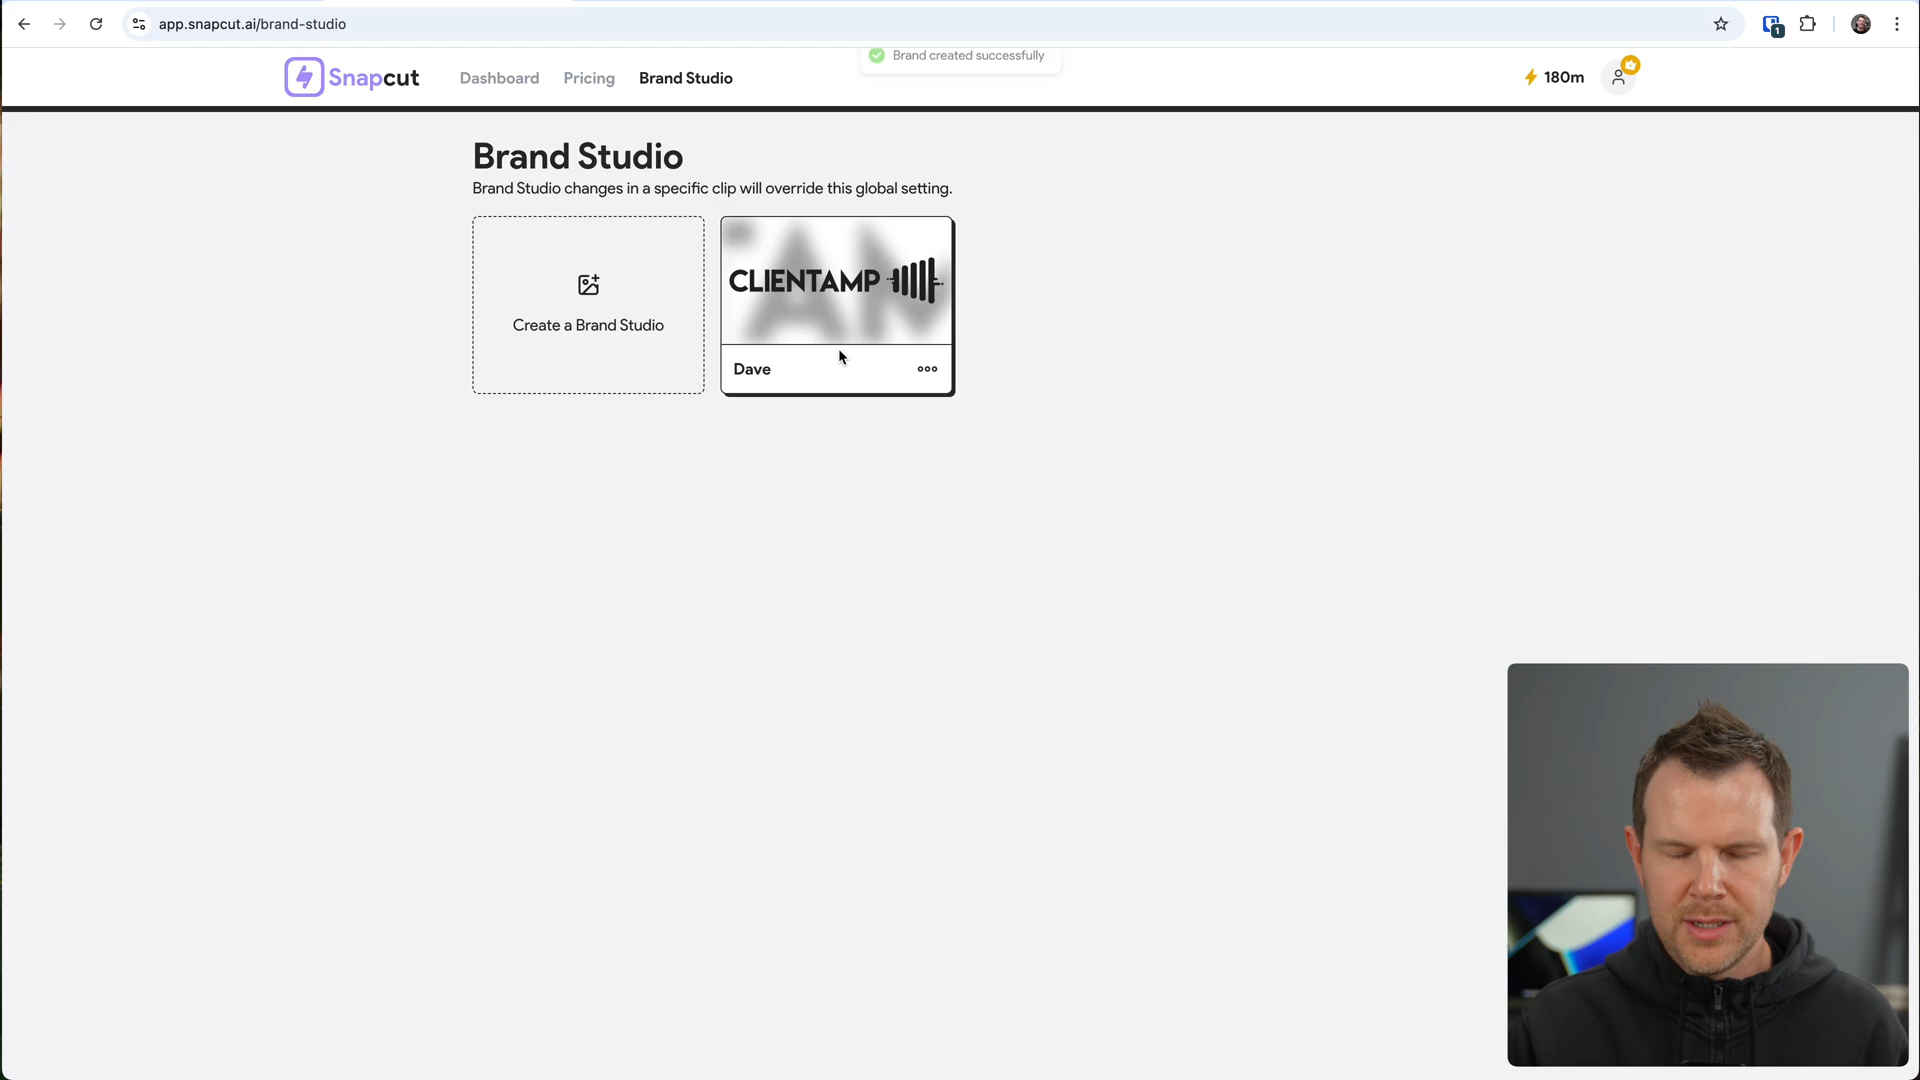 app.snapcut.ai/brand-studio
1
Snapcut
Dashboard
Pricing
Brand Studio
Brand created successfully
180m
Brand Studio
Brand Studio changes in a specific clip will override this global setting.
Create a Brand Studio
CLIENTAMP
Dave